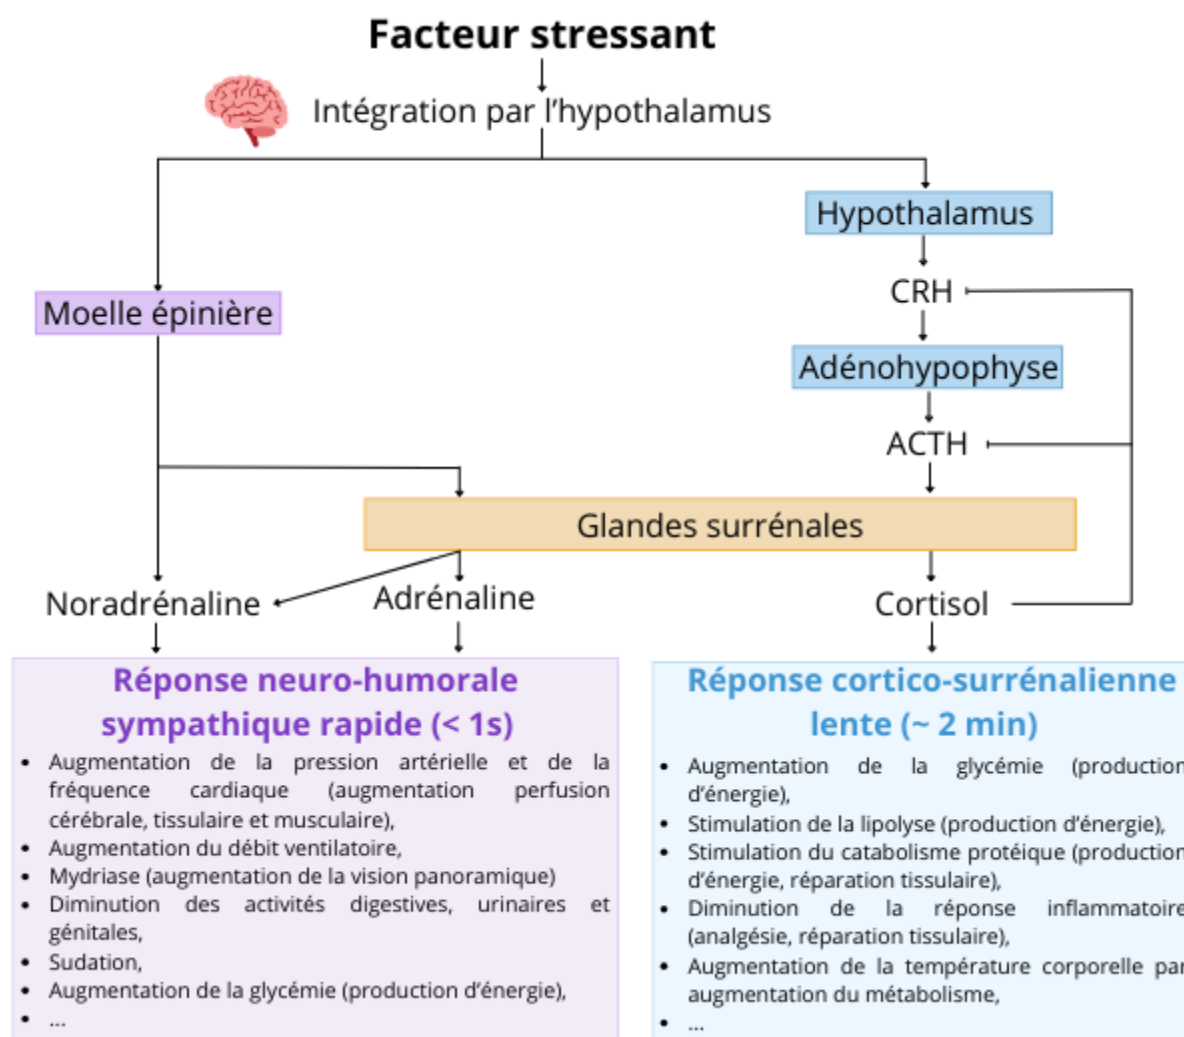 Facteur stressant
Intégration par l'hypothalamus
Hypothalamus
CRH
Moelle épinière
Adénohypophyse
ACTH
Glandes surrénales
Noradrénaline
Adrénaline
Cortisol
Réponse neuro-humorale
sympathique rapide (< 1s)
• Augmentation de la pression artérielle et de la
fréquence cardiaque (augmentation perfusion
cérébrale, tissulaire et musculaire),
• Augmentation du débit ventilatoire,
• Mydriase (augmentation de la vision panoramique)
• Diminution des activités digestives, urinaires et
génitales,
• Sudation,
• Augmentation de la glycémie (production d'énergie),
• ...
Réponse cortico-surrénalienne
lente (~ 2 min)
• Augmentation de la glycémie (production
d'énergie),
• Stimulation de la lipolyse (production d'énergie),
• Stimulation du catabolisme protéique (production
d'énergie, réparation tissulaire),
• Diminution de la réponse inflammatoire
(analgésie, réparation tissulaire),
• Augmentation de la température corporelle par
augmentation du métabolisme,
• ...